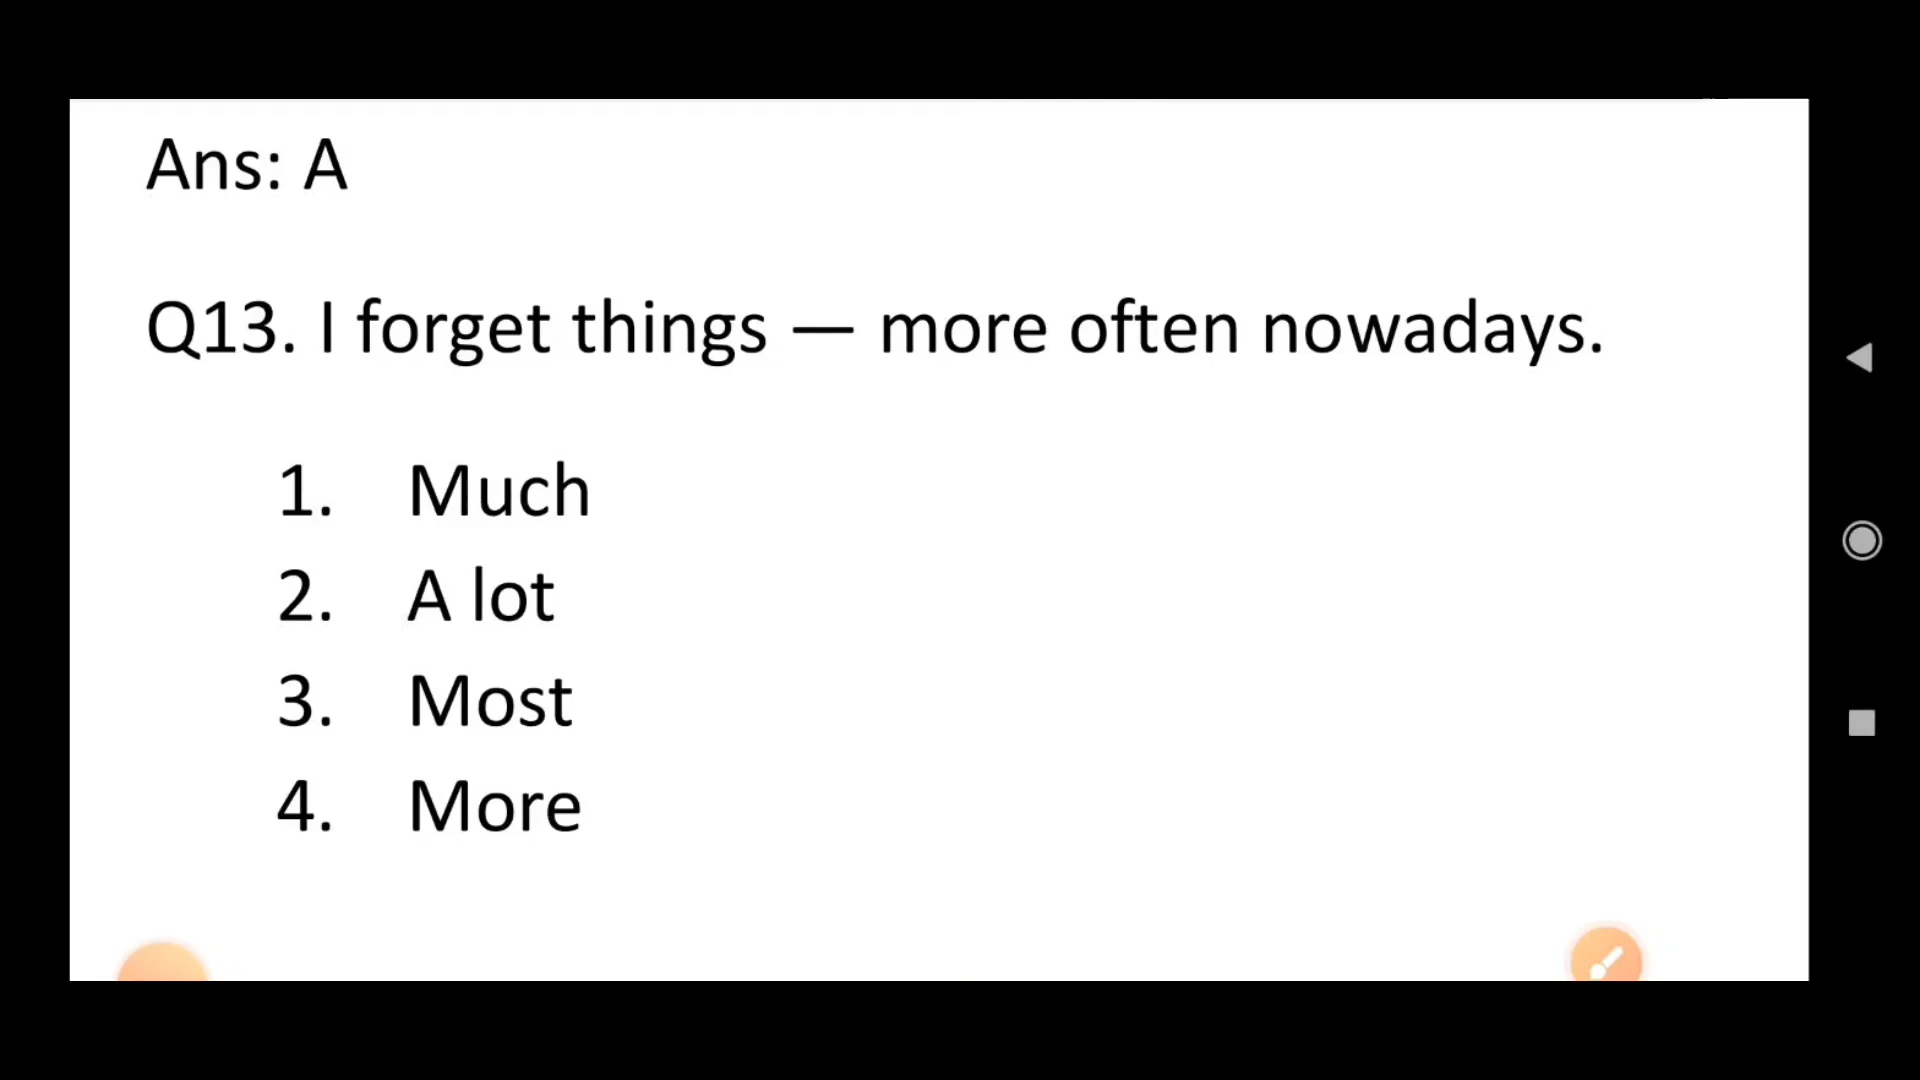 Ans: A
Q13. I forget things — more often nowadays.
1. Much
2. A lot
3. Most
4. More